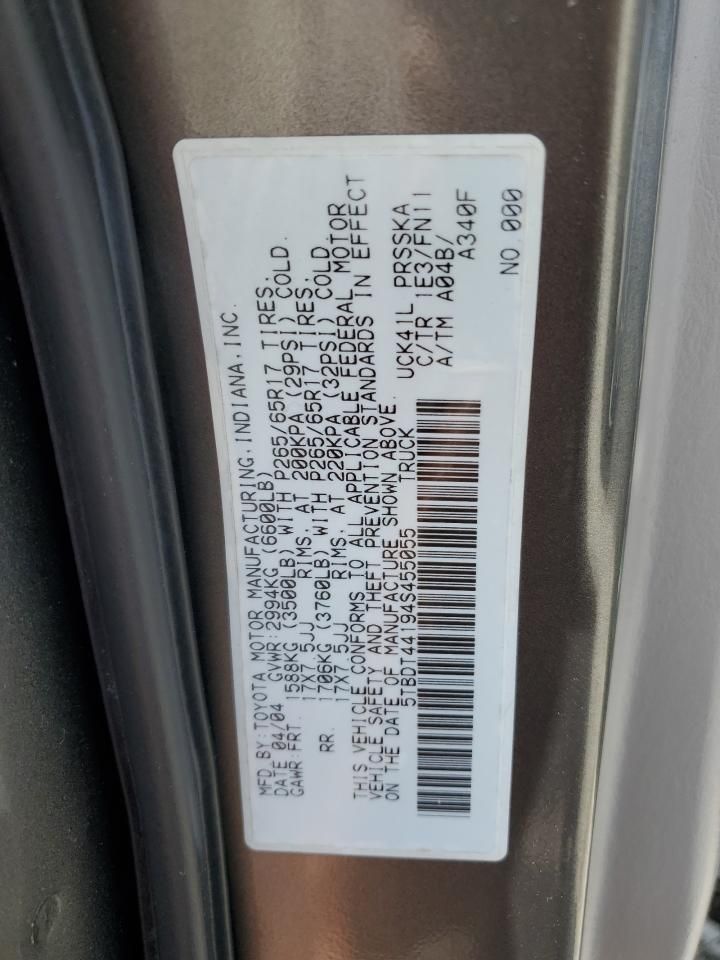 MFD.BY:TOYOTA MOTOR MANUFACTURING,INDIANA,INC.
DATE 04/04 GVWR:2994KG (6600LB)
GAWR:FRT. 1588KG (3500LB) WITH P265/65R17 TIRES,
17X7.5JJ RIMS, AT 200KPA (29PSI) COLD.
RR. 1706KG (3760LB) WITH P265/65R17 TIRES,
17X7.5JJ RIMS, AT 220KPA (32PSI) COLD.
THIS VEHICLE CONFORMS TO ALL APPLICABLE FEDERAL MOTOR
VEHICLE SAFETY AND THEFT PREVENTION STANDARDS IN EFFECT
ON THE DATE OF MANUFACTURE SHOWN ABOVE.
5TBDT44194S455055 TRUCK
UCK41L PRSSKA
C/TR 1E3/FN11
A/TM A04B/
A340F
NO 000